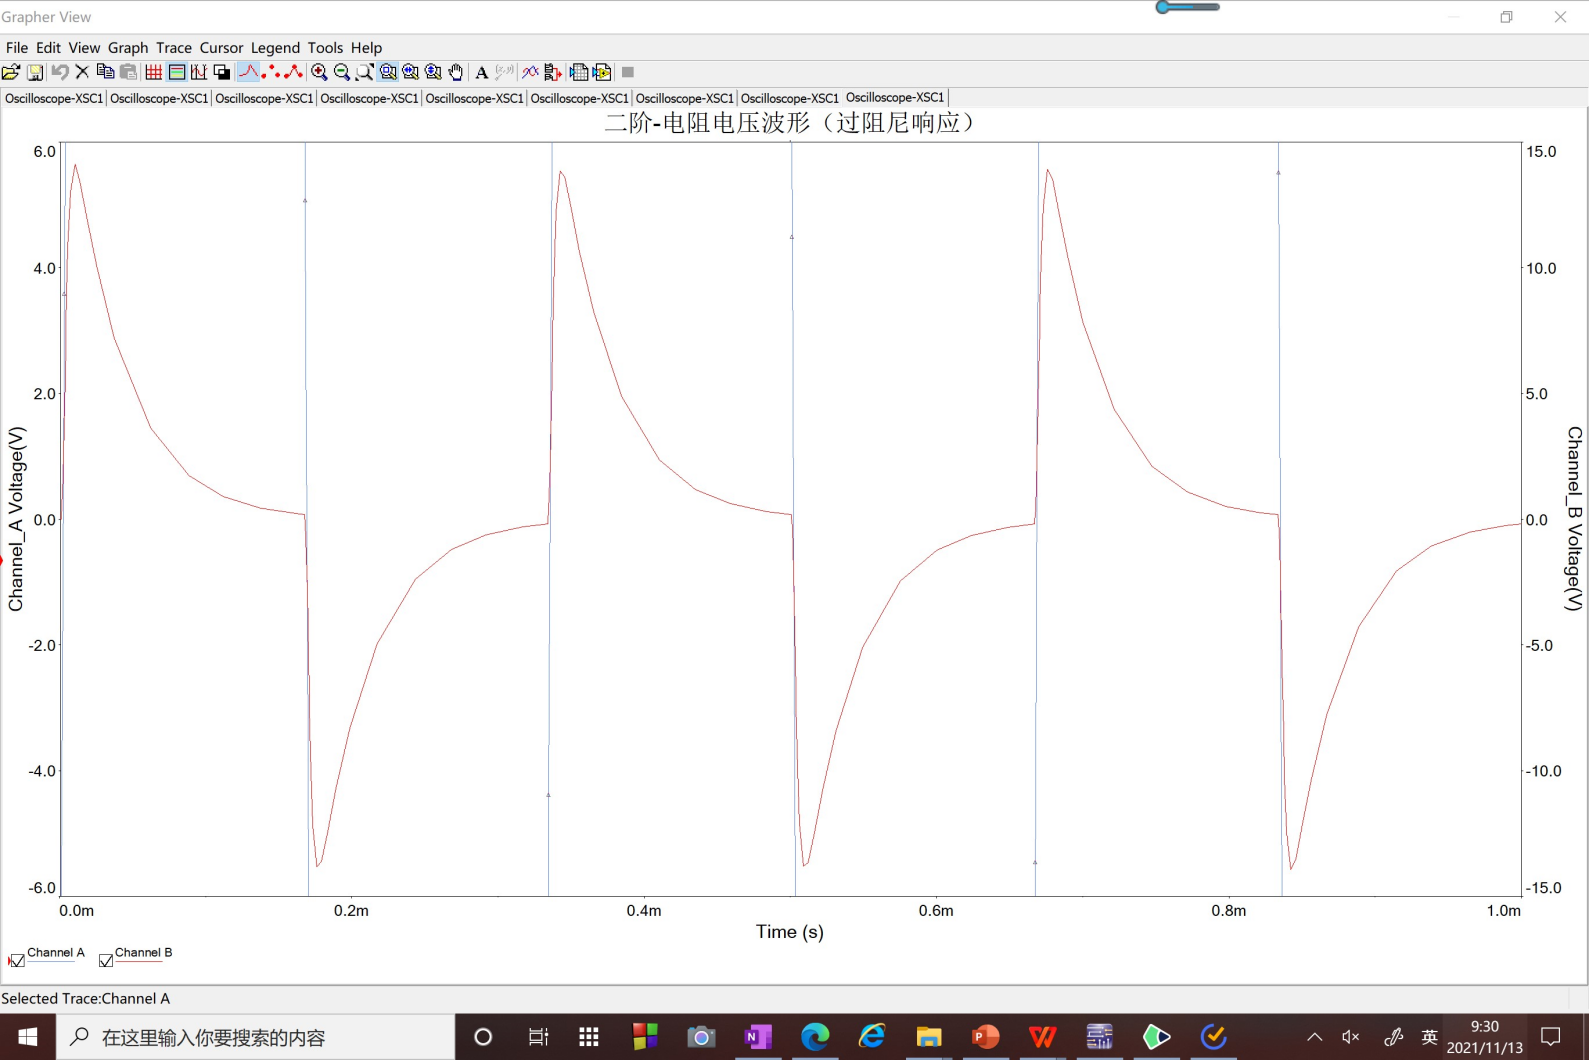 Grapher View
File Edit View Graph Trace Cursor Legend Tools Help
A (x,y)
Oscilloscope-XSC1 Oscilloscope-XSC1 Oscilloscope-XSC1 Oscilloscope-XSC1 Oscilloscope-XSC1 Oscilloscope-XSC1 Oscilloscope-XSC1 Oscilloscope-XSC1 Oscilloscope-XSC1
二阶-电阻电压波形（过阻尼响应）
6.0
4.0
2.0
0.0
-2.0
-4.0
-6.0
Channel_A Voltage(V)
15.0
10.0
5.0
0.0
-5.0
-10.0
-15.0
Channel_B Voltage(V)
0.0m 0.2m 0.4m 0.6m 0.8m 1.0m
Time (s)
Channel A Channel B
Selected Trace:Channel A
在这里输入你要搜索的内容
N
P
英
9:30
2021/11/13